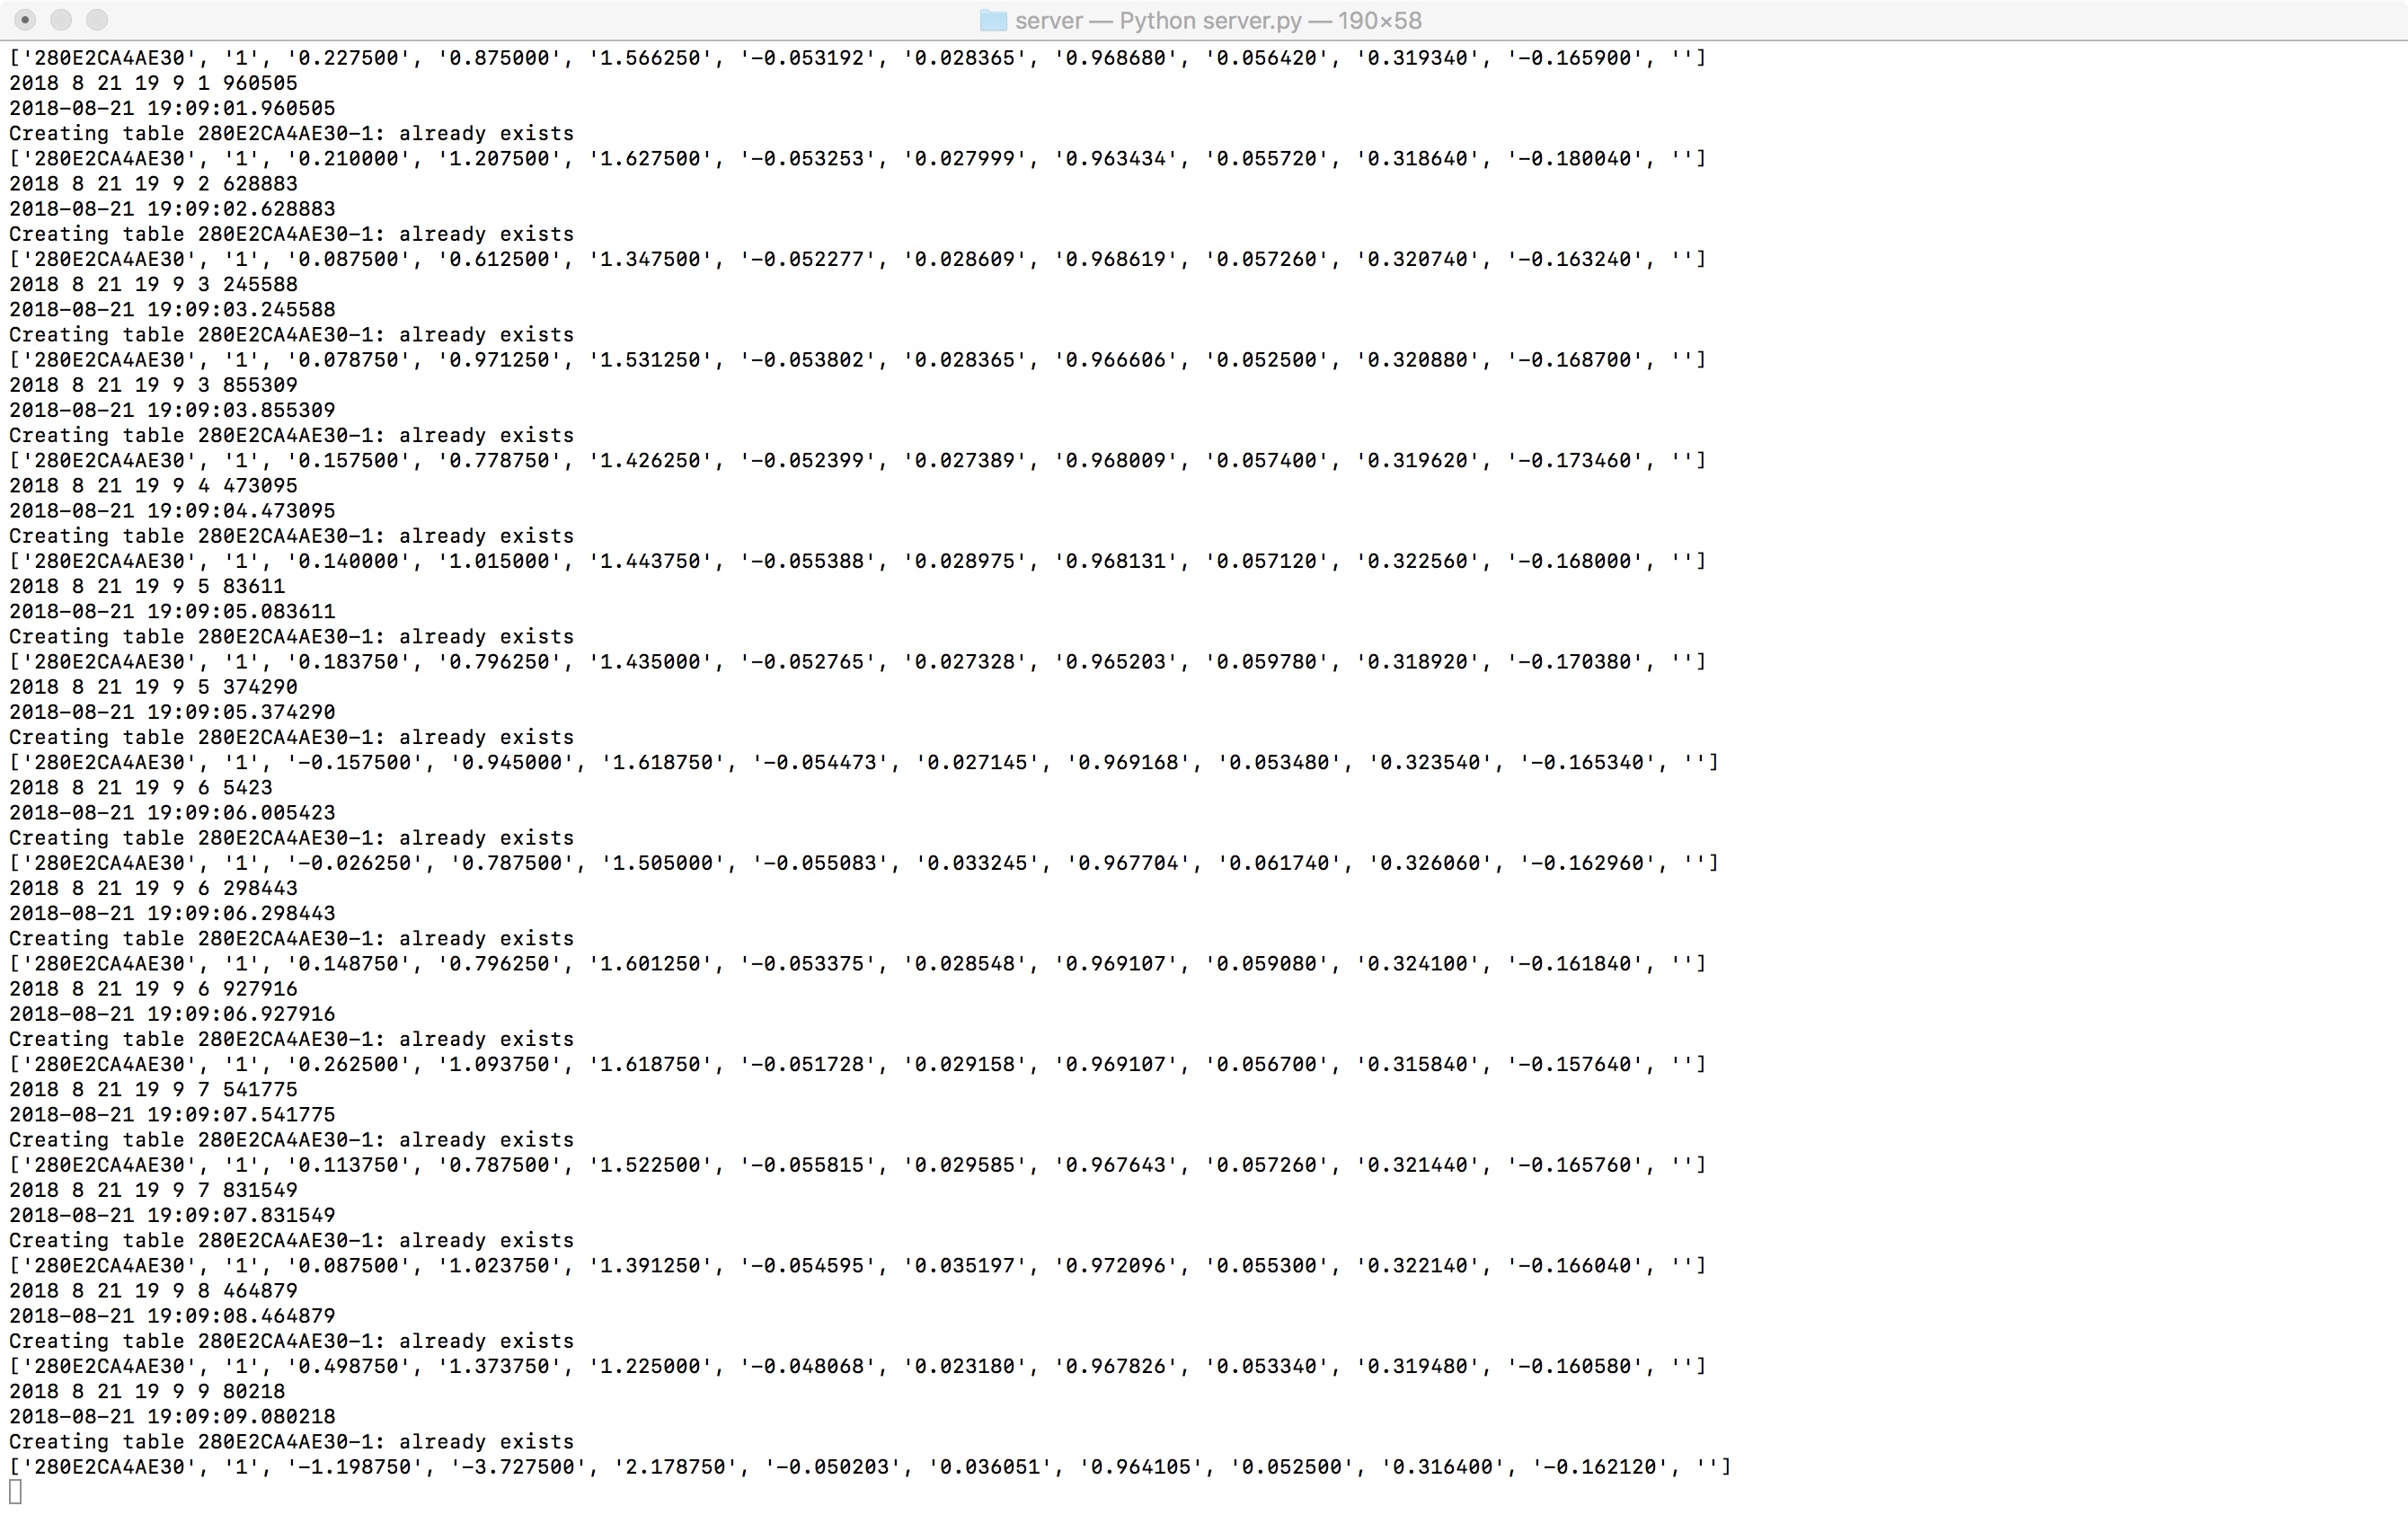 server — Python server.py — 190×58
['280E2CA4AE30', '1', '0.227500', '0.875000', '1.566250', '-0.053192', '0.028365', '0.968680', '0.056420', '0.319340', '-0.165900', '']
2018 8 21 19 9 1 960505
2018-08-21 19:09:01.960505
Creating table 280E2CA4AE30-1: already exists
['280E2CA4AE30', '1', '0.210000', '1.207500', '1.627500', '-0.053253', '0.027999', '0.963434', '0.055720', '0.318640', '-0.180040', '']
2018 8 21 19 9 2 628883
2018-08-21 19:09:02.628883
Creating table 280E2CA4AE30-1: already exists
['280E2CA4AE30', '1', '0.087500', '0.612500', '1.347500', '-0.052277', '0.028609', '0.968619', '0.057260', '0.320740', '-0.163240', '']
2018 8 21 19 9 3 245588
2018-08-21 19:09:03.245588
Creating table 280E2CA4AE30-1: already exists
['280E2CA4AE30', '1', '0.078750', '0.971250', '1.531250', '-0.053802', '0.028365', '0.966606', '0.052500', '0.320880', '-0.168700', '']
2018 8 21 19 9 3 855309
2018-08-21 19:09:03.855309
Creating table 280E2CA4AE30-1: already exists
['280E2CA4AE30', '1', '0.157500', '0.778750', '1.426250', '-0.052399', '0.027389', '0.968009', '0.057400', '0.319620', '-0.173460', '']
2018 8 21 19 9 4 473095
2018-08-21 19:09:04.473095
Creating table 280E2CA4AE30-1: already exists
['280E2CA4AE30', '1', '0.140000', '1.015000', '1.443750', '-0.055388', '0.028975', '0.968131', '0.057120', '0.322560', '-0.168000', '']
2018 8 21 19 9 5 83611
2018-08-21 19:09:05.083611
Creating table 280E2CA4AE30-1: already exists
['280E2CA4AE30', '1', '0.183750', '0.796250', '1.435000', '-0.052765', '0.027328', '0.965203', '0.059780', '0.318920', '-0.170380', '']
2018 8 21 19 9 5 374290
2018-08-21 19:09:05.374290
Creating table 280E2CA4AE30-1: already exists
['280E2CA4AE30', '1', '-0.157500', '0.945000', '1.618750', '-0.054473', '0.027145', '0.969168', '0.053480', '0.323540', '-0.165340', '']
2018 8 21 19 9 6 5423
2018-08-21 19:09:06.005423
Creating table 280E2CA4AE30-1: already exists
['280E2CA4AE30', '1', '-0.026250', '0.787500', '1.505000', '-0.055083', '0.033245', '0.967704', '0.061740', '0.326060', '-0.162960', '']
2018 8 21 19 9 6 298443
2018-08-21 19:09:06.298443
Creating table 280E2CA4AE30-1: already exists
['280E2CA4AE30', '1', '0.148750', '0.796250', '1.601250', '-0.053375', '0.028548', '0.969107', '0.059080', '0.324100', '-0.161840', '']
2018 8 21 19 9 6 927916
2018-08-21 19:09:06.927916
Creating table 280E2CA4AE30-1: already exists
['280E2CA4AE30', '1', '0.262500', '1.093750', '1.618750', '-0.051728', '0.029158', '0.969107', '0.056700', '0.315840', '-0.157640', '']
2018 8 21 19 9 7 541775
2018-08-21 19:09:07.541775
Creating table 280E2CA4AE30-1: already exists
['280E2CA4AE30', '1', '0.113750', '0.787500', '1.522500', '-0.055815', '0.029585', '0.967643', '0.057260', '0.321440', '-0.165760', '']
2018 8 21 19 9 7 831549
2018-08-21 19:09:07.831549
Creating table 280E2CA4AE30-1: already exists
['280E2CA4AE30', '1', '0.087500', '1.023750', '1.391250', '-0.054595', '0.035197', '0.972096', '0.055300', '0.322140', '-0.166040', '']
2018 8 21 19 9 8 464879
2018-08-21 19:09:08.464879
Creating table 280E2CA4AE30-1: already exists
['280E2CA4AE30', '1', '0.498750', '1.373750', '1.225000', '-0.048068', '0.023180', '0.967826', '0.053340', '0.319480', '-0.160580', '']
2018 8 21 19 9 9 80218
2018-08-21 19:09:09.080218
Creating table 280E2CA4AE30-1: already exists
['280E2CA4AE30', '1', '-1.198750', '-3.727500', '2.178750', '-0.050203', '0.036051', '0.964105', '0.052500', '0.316400', '-0.162120', '']